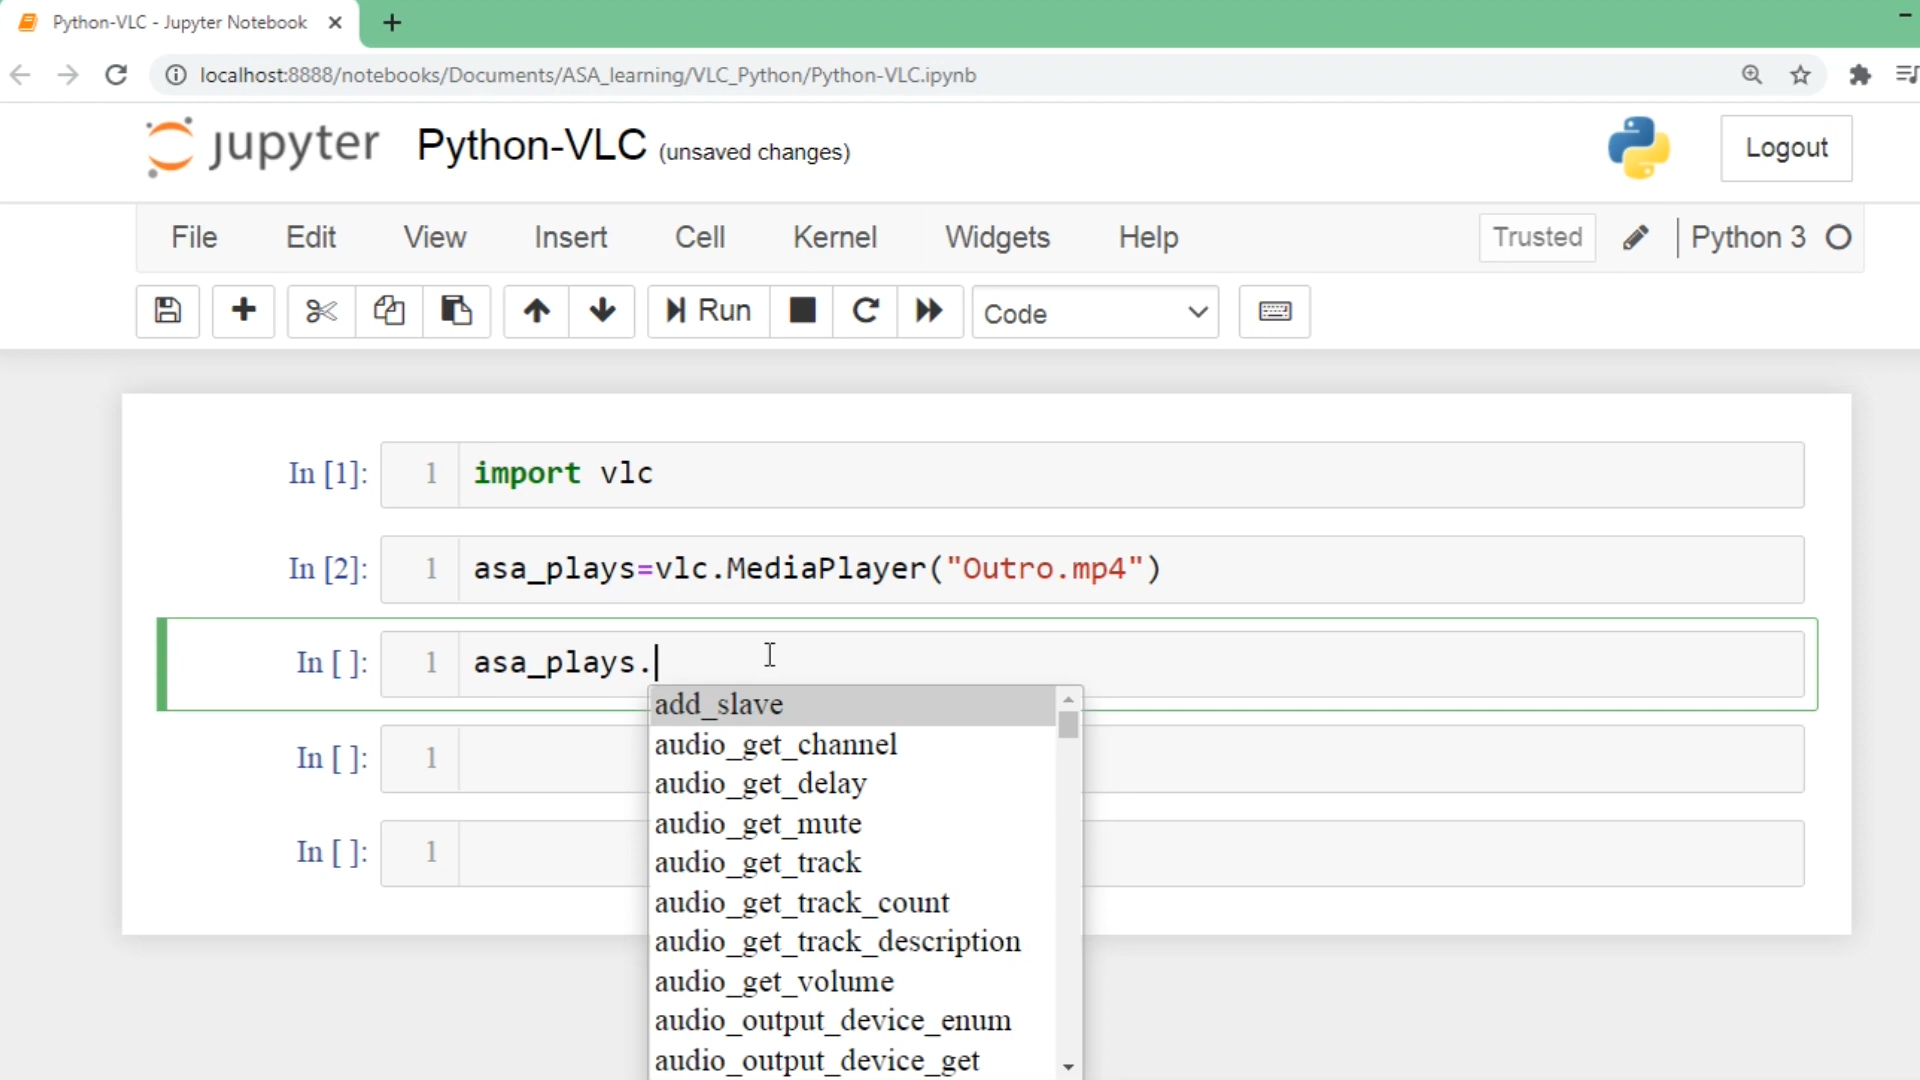 Python-VLC - Jupyter Notebook
localhost:8888/notebooks/Documents/ASA_learning/VLC_Python/Python-VLC.ipynb
jupyter Python-VLC (unsaved changes) Logout
File Edit View Insert Cell Kernel Widgets Help Trusted Python 3
Run Code
In [1]: 1 import vlc
In [2]: 1 asa_plays=vlc.MediaPlayer("Outro.mp4")
In [ ]: 1 asa_plays.
add_slave
audio_get_channel
In [ ]: 1
audio_get_delay
audio_get_mute
In [ ]: 1
audio_get_track
audio_get_track_count
audio_get_track_description
audio_get_volume
audio_output_device_enum
audio_output_device_get